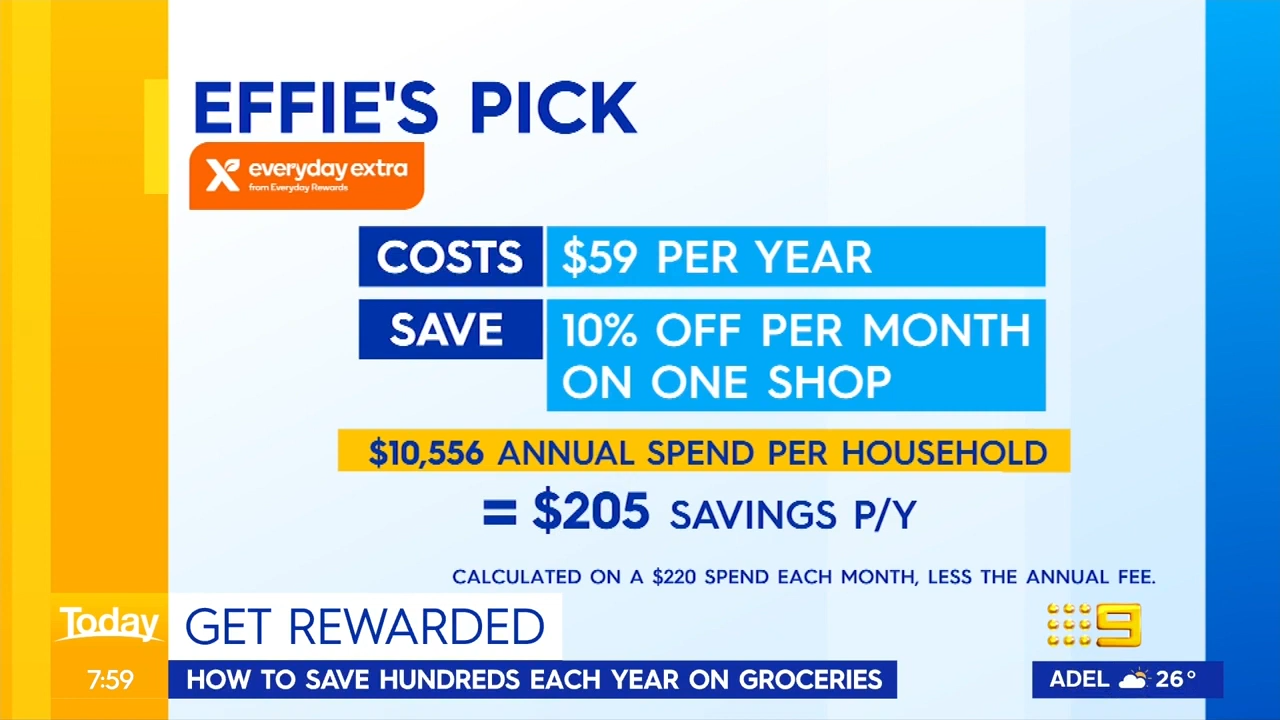 EFFIE'S PICK
everyday extra
from Everyday Rewards
COSTS $59 PER YEAR
SAVE 10% OFF PER MONTH
ON ONE SHOP
$10,556 ANNUAL SPEND PER HOUSEHOLD
= $205 SAVINGS P/Y
CALCULATED ON A $220 SPEND EACH MONTH, LESS THE ANNUAL FEE.
Today GET REWARDED
9
7:59 HOW TO SAVE HUNDREDS EACH YEAR ON GROCERIES
ADEL 26°